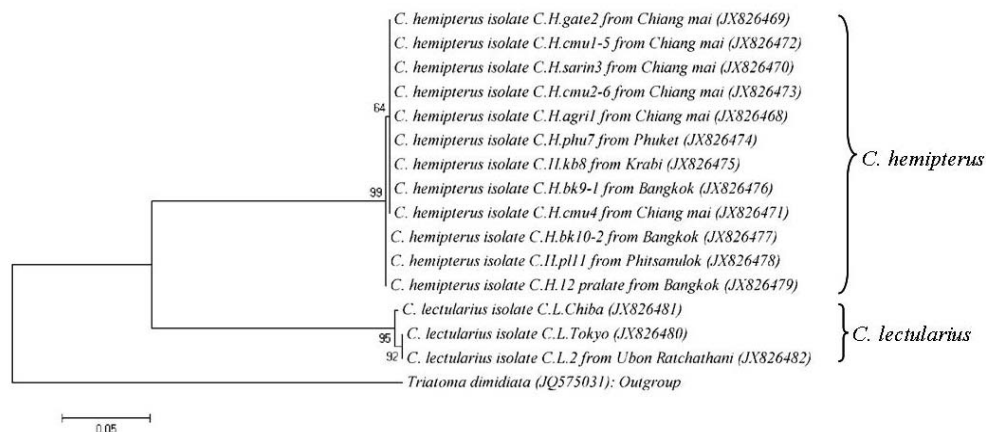 C. hemipterus isolate C.H.gate2 from Chiang mai (JX826469)
C. hemipterus isolate C.H.cmu1-5 from Chiang mai (JX826472)
C. hemipterus isolate C.H.sarin3 from Chiang mai (JX826470)
C. hemipterus isolate C.H.cmu2-6 from Chiang mai (JX826473)
64
C. hemipterus isolate C.H.agri1 from Chiang mai (JX826468)
C. hemipterus isolate C.H.phu7 from Phuket (JX826474)
C. hemipterus
C. hemipterus isolate C.H.kb8 from Krabi (JX826475)
99
C. hemipterus isolate C.H.bk9-1 from Bangkok (JX826476)
C. hemipterus isolate C.H.cmu4 from Chiang mai (JX826471)
C. hemipterus isolate C.H.bk10-2 from Bangkok (JX826477)
C. hemipterus isolate C.H.pl11 from Phitsanulok (JX826478)
C. hemipterus isolate C.H.12 pralate from Bangkok (JX826479)
C. lectularius isolate C.L.Chiba (JX826481)
95
C. lectularius isolate C.L.Tokyo (JX826480)
C. lectularius
92
C. lectularius isolate C.L.2 from Ubon Ratchathani (JX826482)
Triatoma dimidiata (JQ575031): Outgroup
0.05